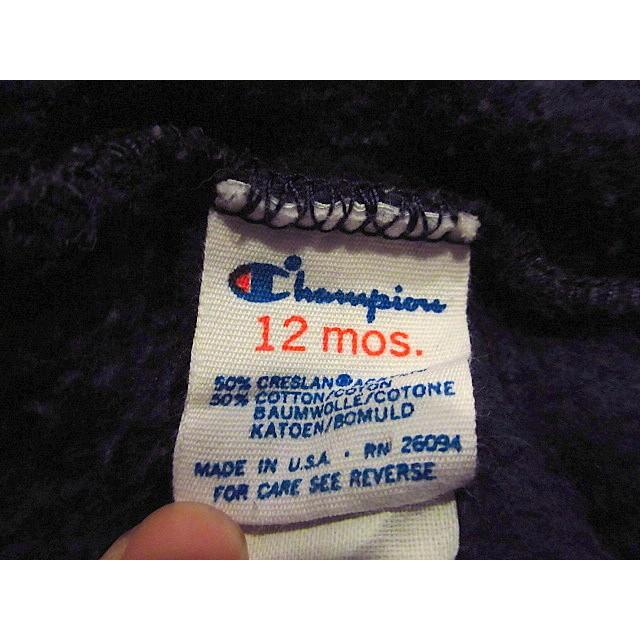 Champion
12 mos.
50% CRESLAN®
50% COTTON/COTON
BAUMWOLLE/COTONE
KATOEN/BOMULD
MADE IN U.S.A. · RN 26094
FOR CARE SEE REVERSE